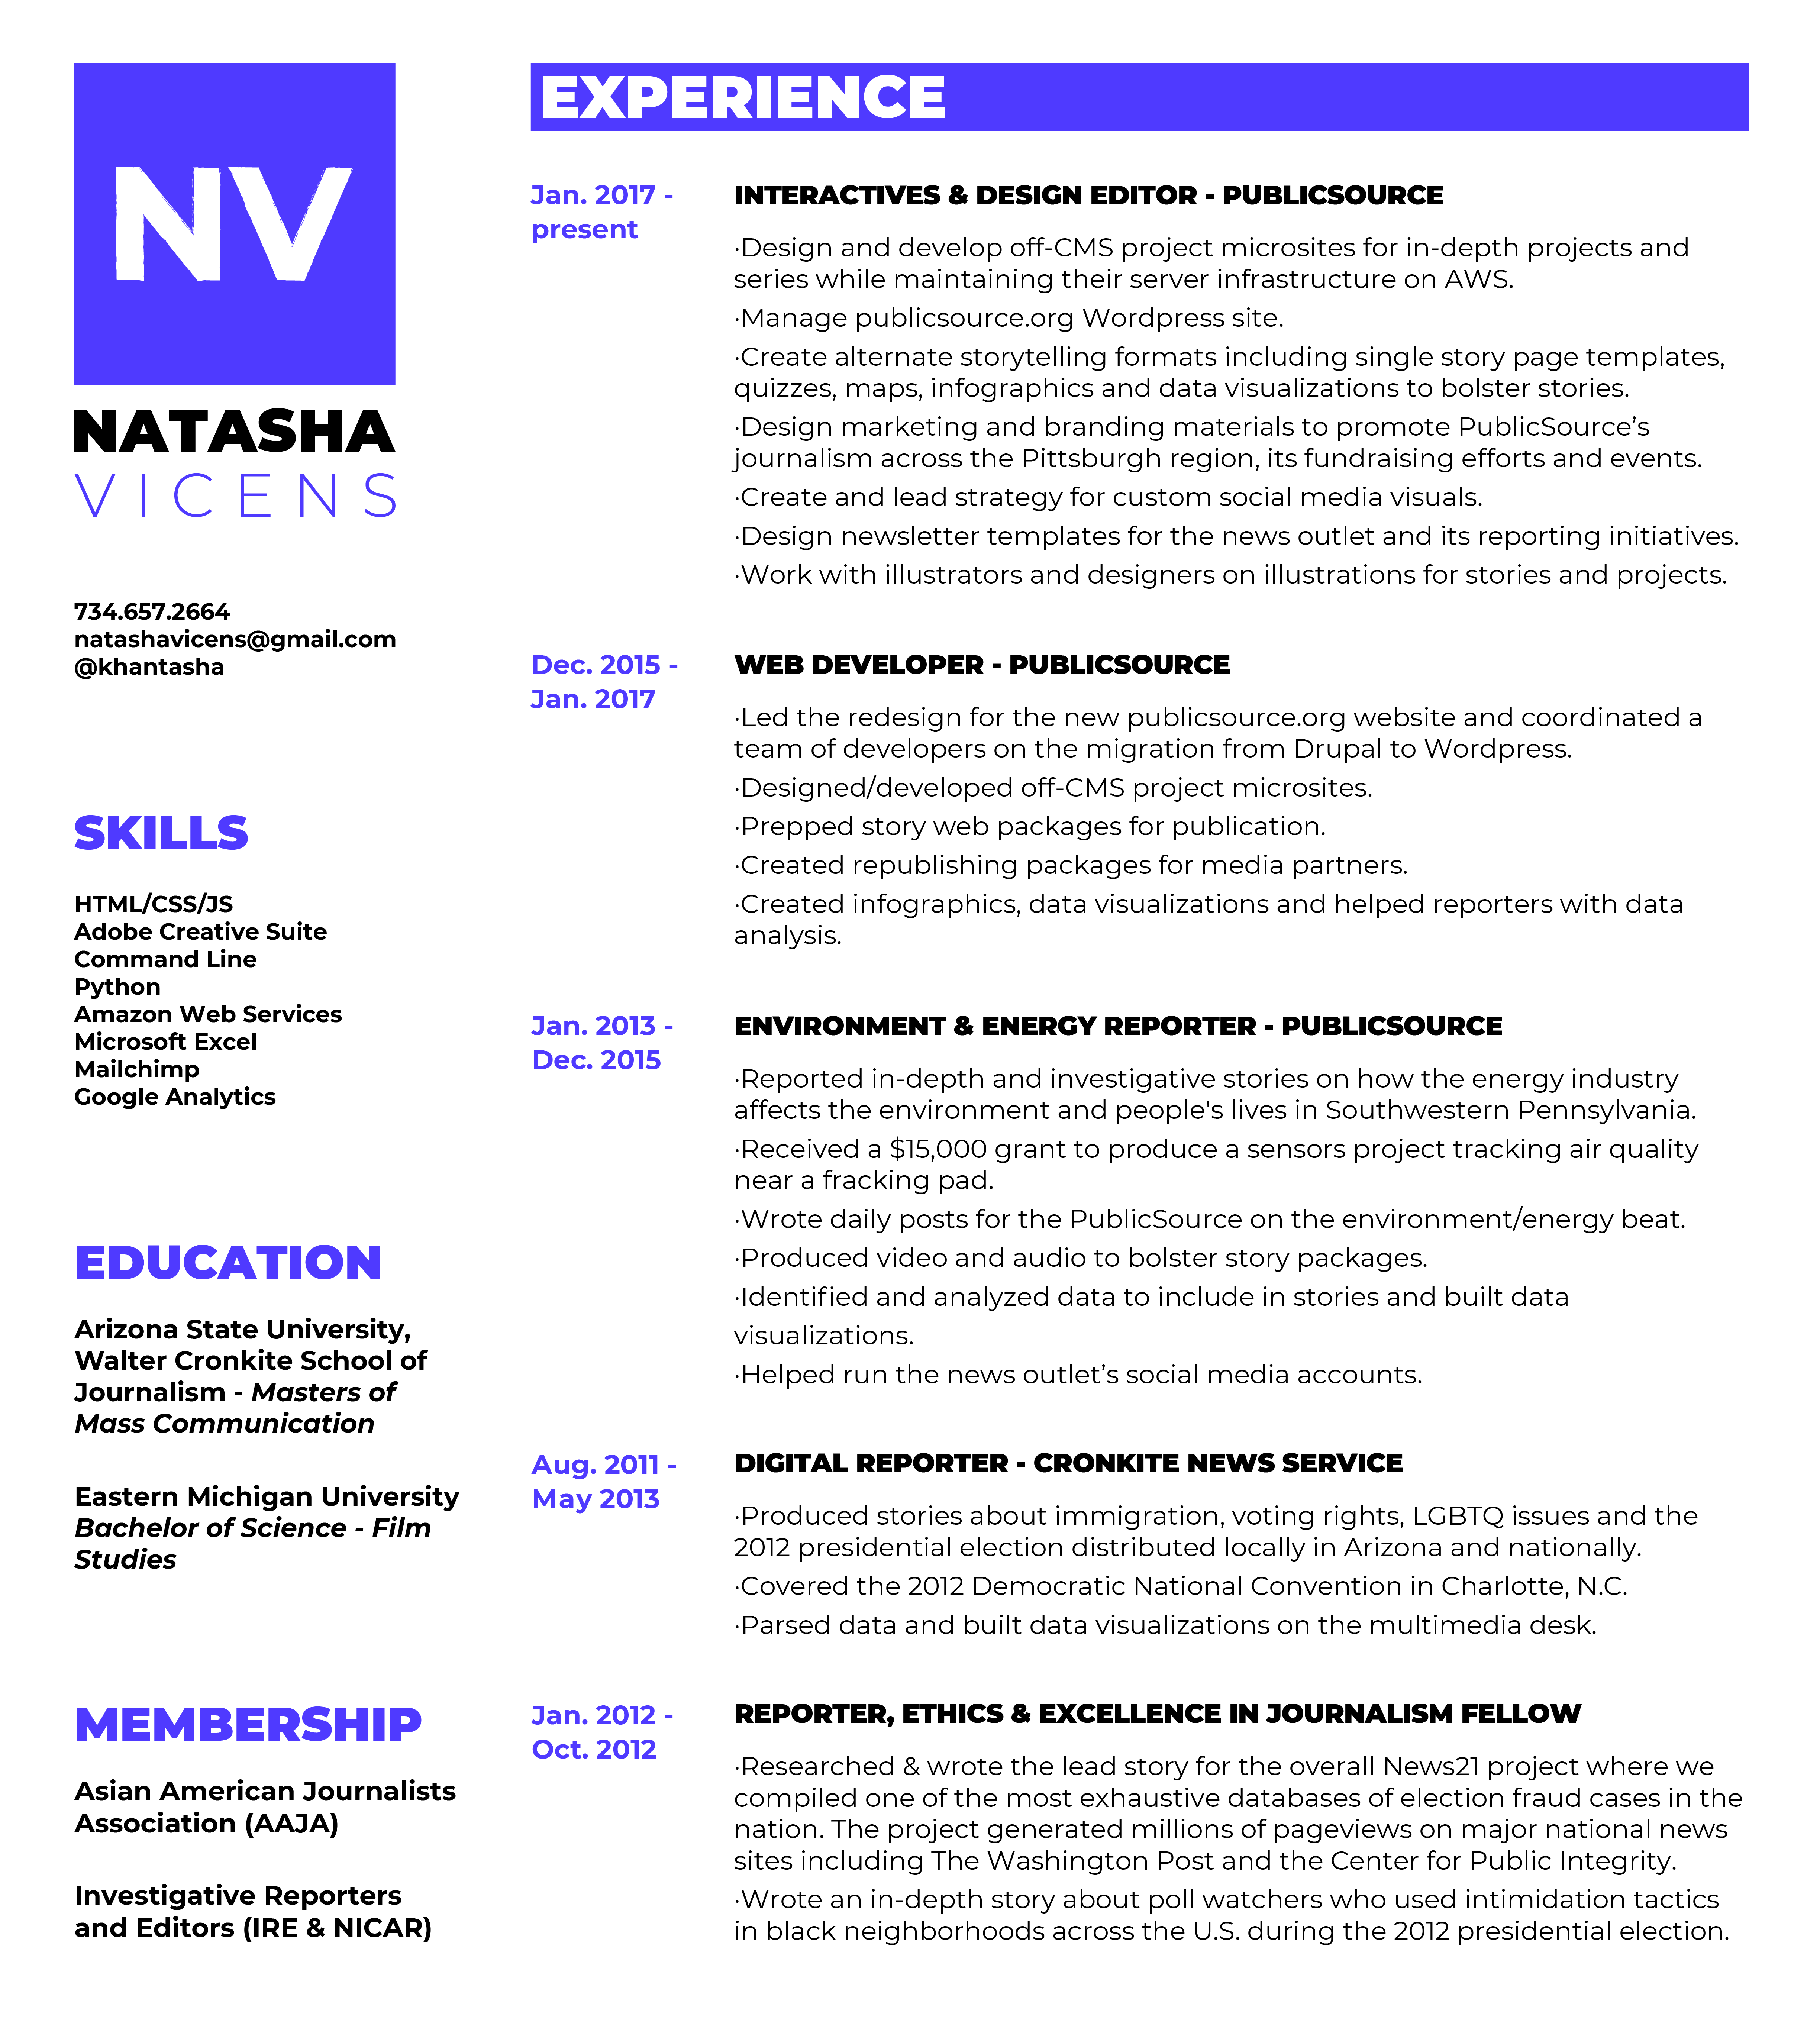 NV
NATASHA
VICENS
734.657.2664
natashavicens@gmail.com
@khantasha
SKILLS
HTML/CSS/JS
Adobe Creative Suite
Command Line
Python
Amazon Web Services
Microsoft Excel
Mailchimp
Google Analytics
EDUCATION
Arizona State University,
Walter Cronkite School of
Journalism - Masters of
Mass Communication
Eastern Michigan University
Bachelor of Science - Film
Studies
MEMBERSHIP
Asian American Journalists
Association (AAJA)
Investigative Reporters
and Editors (IRE & NICAR)
EXPERIENCE
Jan. 2017 -
present
INTERACTIVES & DESIGN EDITOR - PUBLICSOURCE
·Design and develop off-CMS project microsites for in-depth projects and
series while maintaining their server infrastructure on AWS.
·Manage publicsource.org Wordpress site.
·Create alternate storytelling formats including single story page templates,
quizzes, maps, infographics and data visualizations to bolster stories.
·Design marketing and branding materials to promote PublicSource’s
journalism across the Pittsburgh region, its fundraising efforts and events.
·Create and lead strategy for custom social media visuals.
·Design newsletter templates for the news outlet and its reporting initiatives.
·Work with illustrators and designers on illustrations for stories and projects.
Dec. 2015 -
Jan. 2017
WEB DEVELOPER - PUBLICSOURCE
·Led the redesign for the new publicsource.org website and coordinated a
team of developers on the migration from Drupal to Wordpress.
·Designed/developed off-CMS project microsites.
·Prepped story web packages for publication.
·Created republishing packages for media partners.
·Created infographics, data visualizations and helped reporters with data
analysis.
Jan. 2013 -
Dec. 2015
ENVIRONMENT & ENERGY REPORTER - PUBLICSOURCE
·Reported in-depth and investigative stories on how the energy industry
affects the environment and people's lives in Southwestern Pennsylvania.
·Received a $15,000 grant to produce a sensors project tracking air quality
near a fracking pad.
·Wrote daily posts for the PublicSource on the environment/energy beat.
·Produced video and audio to bolster story packages.
·Identified and analyzed data to include in stories and built data
visualizations.
·Helped run the news outlet’s social media accounts.
Aug. 2011 -
May 2013
DIGITAL REPORTER - CRONKITE NEWS SERVICE
·Produced stories about immigration, voting rights, LGBTQ issues and the
2012 presidential election distributed locally in Arizona and nationally.
·Covered the 2012 Democratic National Convention in Charlotte, N.C.
·Parsed data and built data visualizations on the multimedia desk.
Jan. 2012 -
Oct. 2012
REPORTER, ETHICS & EXCELLENCE IN JOURNALISM FELLOW
·Researched & wrote the lead story for the overall News21 project where we
compiled one of the most exhaustive databases of election fraud cases in the
nation. The project generated millions of pageviews on major national news
sites including The Washington Post and the Center for Public Integrity.
·Wrote an in-depth story about poll watchers who used intimidation tactics
in black neighborhoods across the U.S. during the 2012 presidential election.